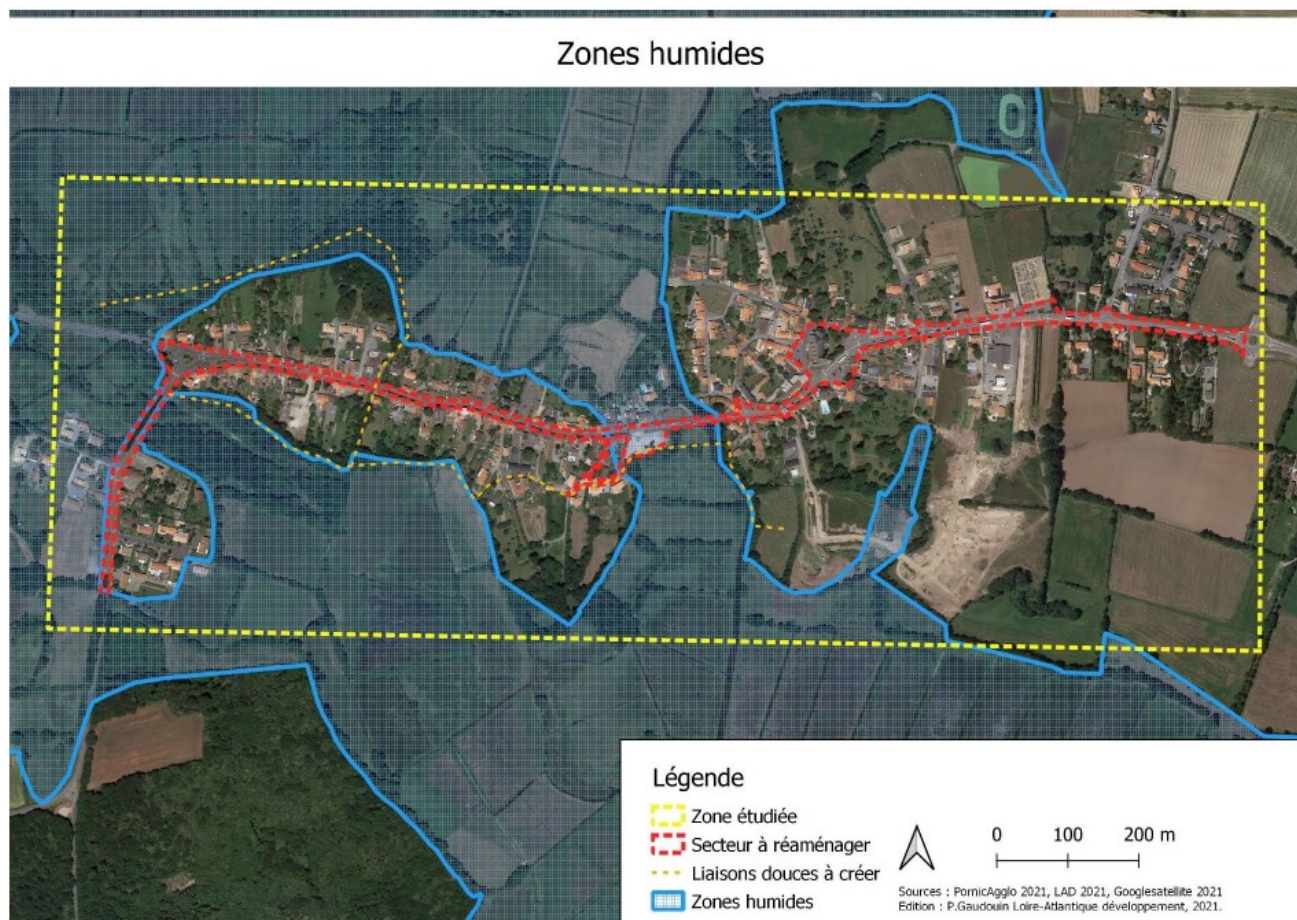 Zones humides
Légende
Zone étudiée
Secteur à réaménager
Liaisons douces à créer
Zones humides
0 100 200 m
Sources : PornicAgglo 2021, LAD 2021, Googlesatellite 2021
Edition : P.Gaudouin Loire-Atlantique développement, 2021.